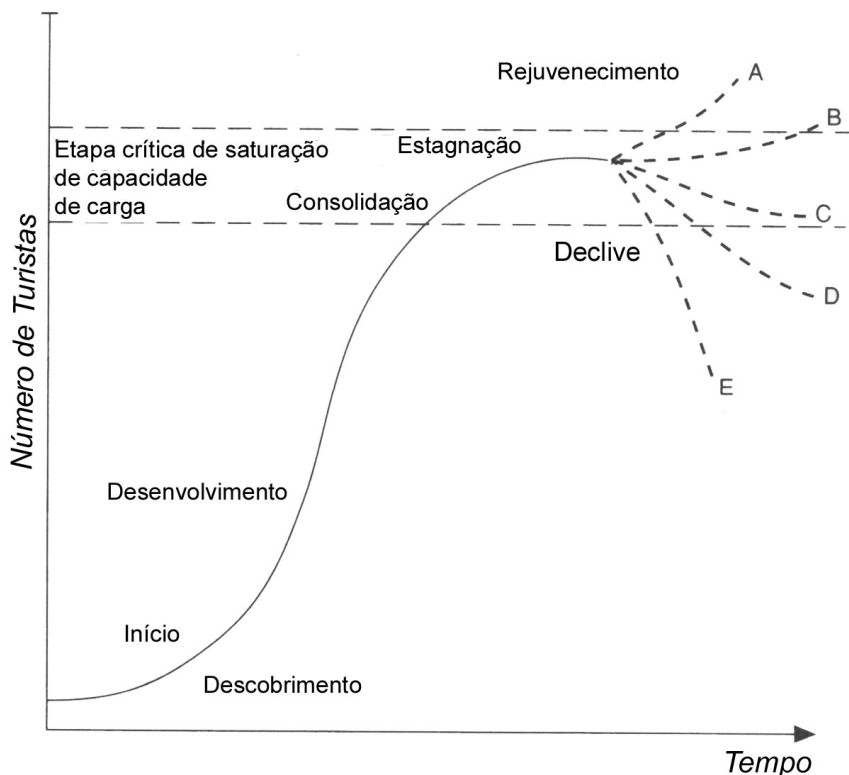 Rejuvenecimento
A
B
Etapa crítica de saturação
de capacidade
de carga
Estagnação
Consolidação
C
Declive
D
E
Número de Turistas
Desenvolvimento
Início
Descobrimento
Tempo